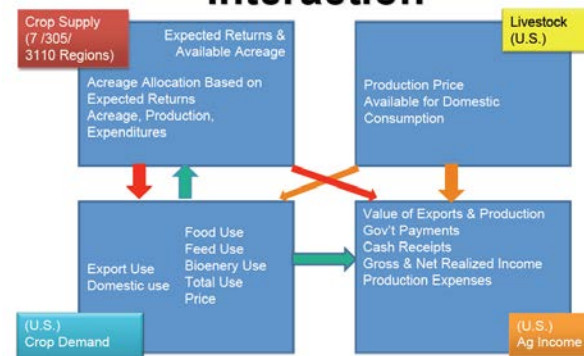 Interaction
Crop Supply
(7 /305/
3110 Regions)
Expected Returns &
Available Acreage
Acreage Allocation Based on
Expected Returns
Acreage, Production,
Expenditures
Livestock
(U.S.)
Production Price
Available for Domestic
Consumption
Export Use
Domestic use
Food Use
Feed Use
Bioenery Use
Total Use
Price
(U.S.)
Crop Demand
Value of Exports & Production
Gov't Payments
Cash Receipts
Gross & Net Realized Income
Production Expenses
(U.S.)
Ag Income